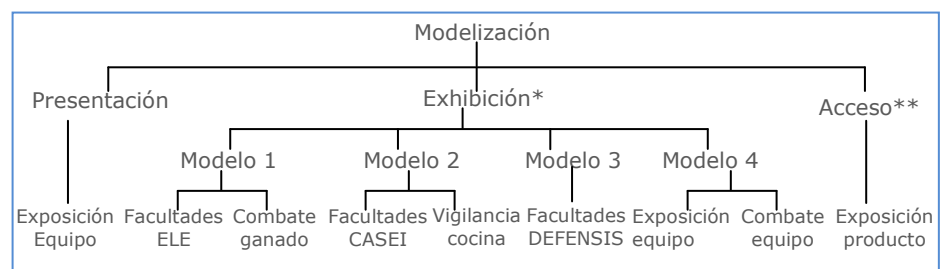 Modelización
Presentación
Exhibición*
Acceso**
Modelo 1
Modelo 2
Modelo 3
Modelo 4
Exposición
Equipo
Facultades
ELE
Combate
ganado
Facultades
CASEI
Vigilancia
cocina
Facultades
DEFENSIS
Exposición
equipo
Combate
equipo
Exposición
producto